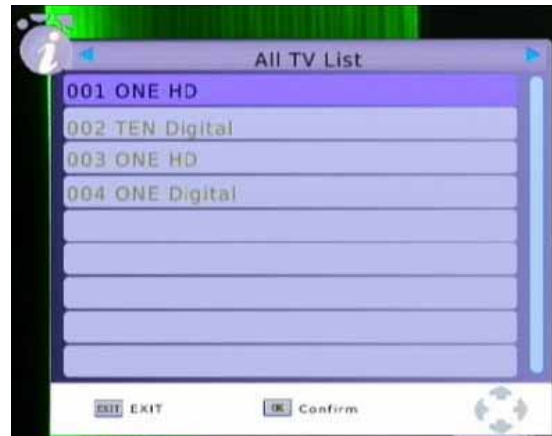 i
All TV List
001 ONE HD
002 TEN Digital
003 ONE HD
004 ONE Digital
EXIT EXIT
OK Confirm